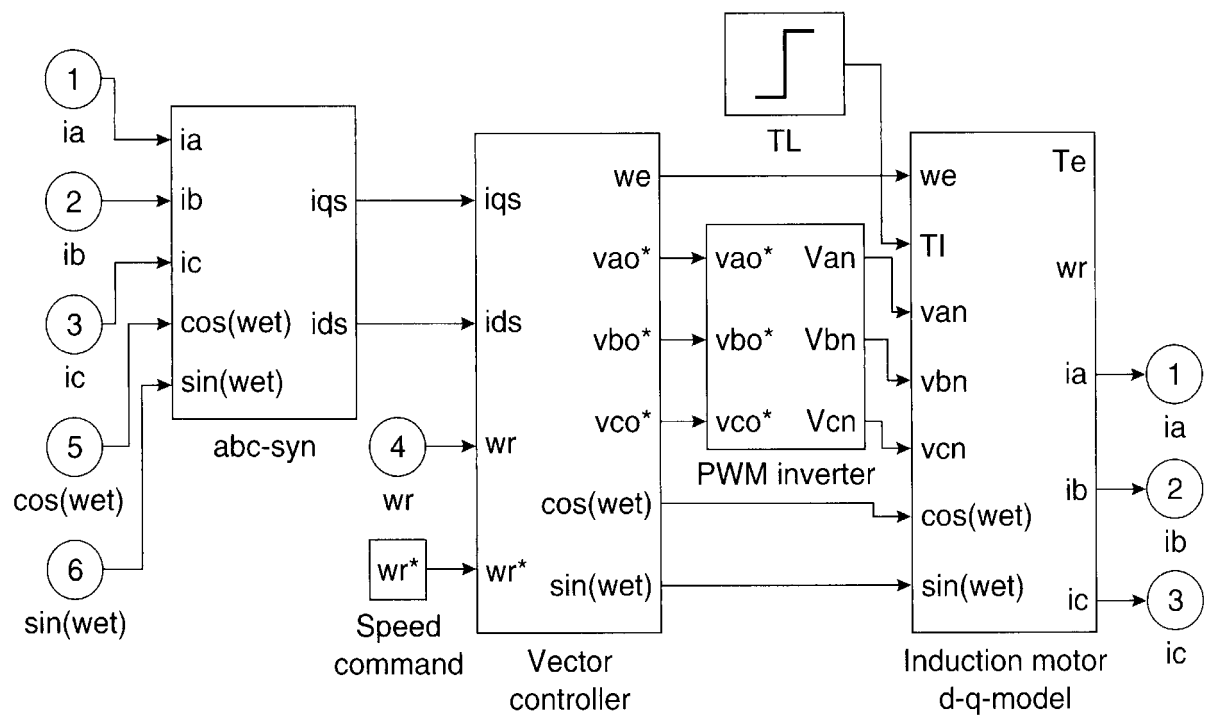 1
ia
2
ib
3
ic
5
cos(wet)
6
sin(wet)
ia
ib
ic
cos(wet)
sin(wet)
iqs
ids
abc-syn
4
wr
wr*
Speed
command
iqs
ids
wr
wr*
we
vao*
vbo*
vco*
cos(wet)
sin(wet)
Vector
controller
TL
vao*
vbo*
vco*
Van
Vbn
Vcn
PWM inverter
we
Tl
van
vbn
vcn
cos(wet)
sin(wet)
Te
wr
ia
ib
ic
Induction motor
d-q-model
1
ia
2
ib
3
ic